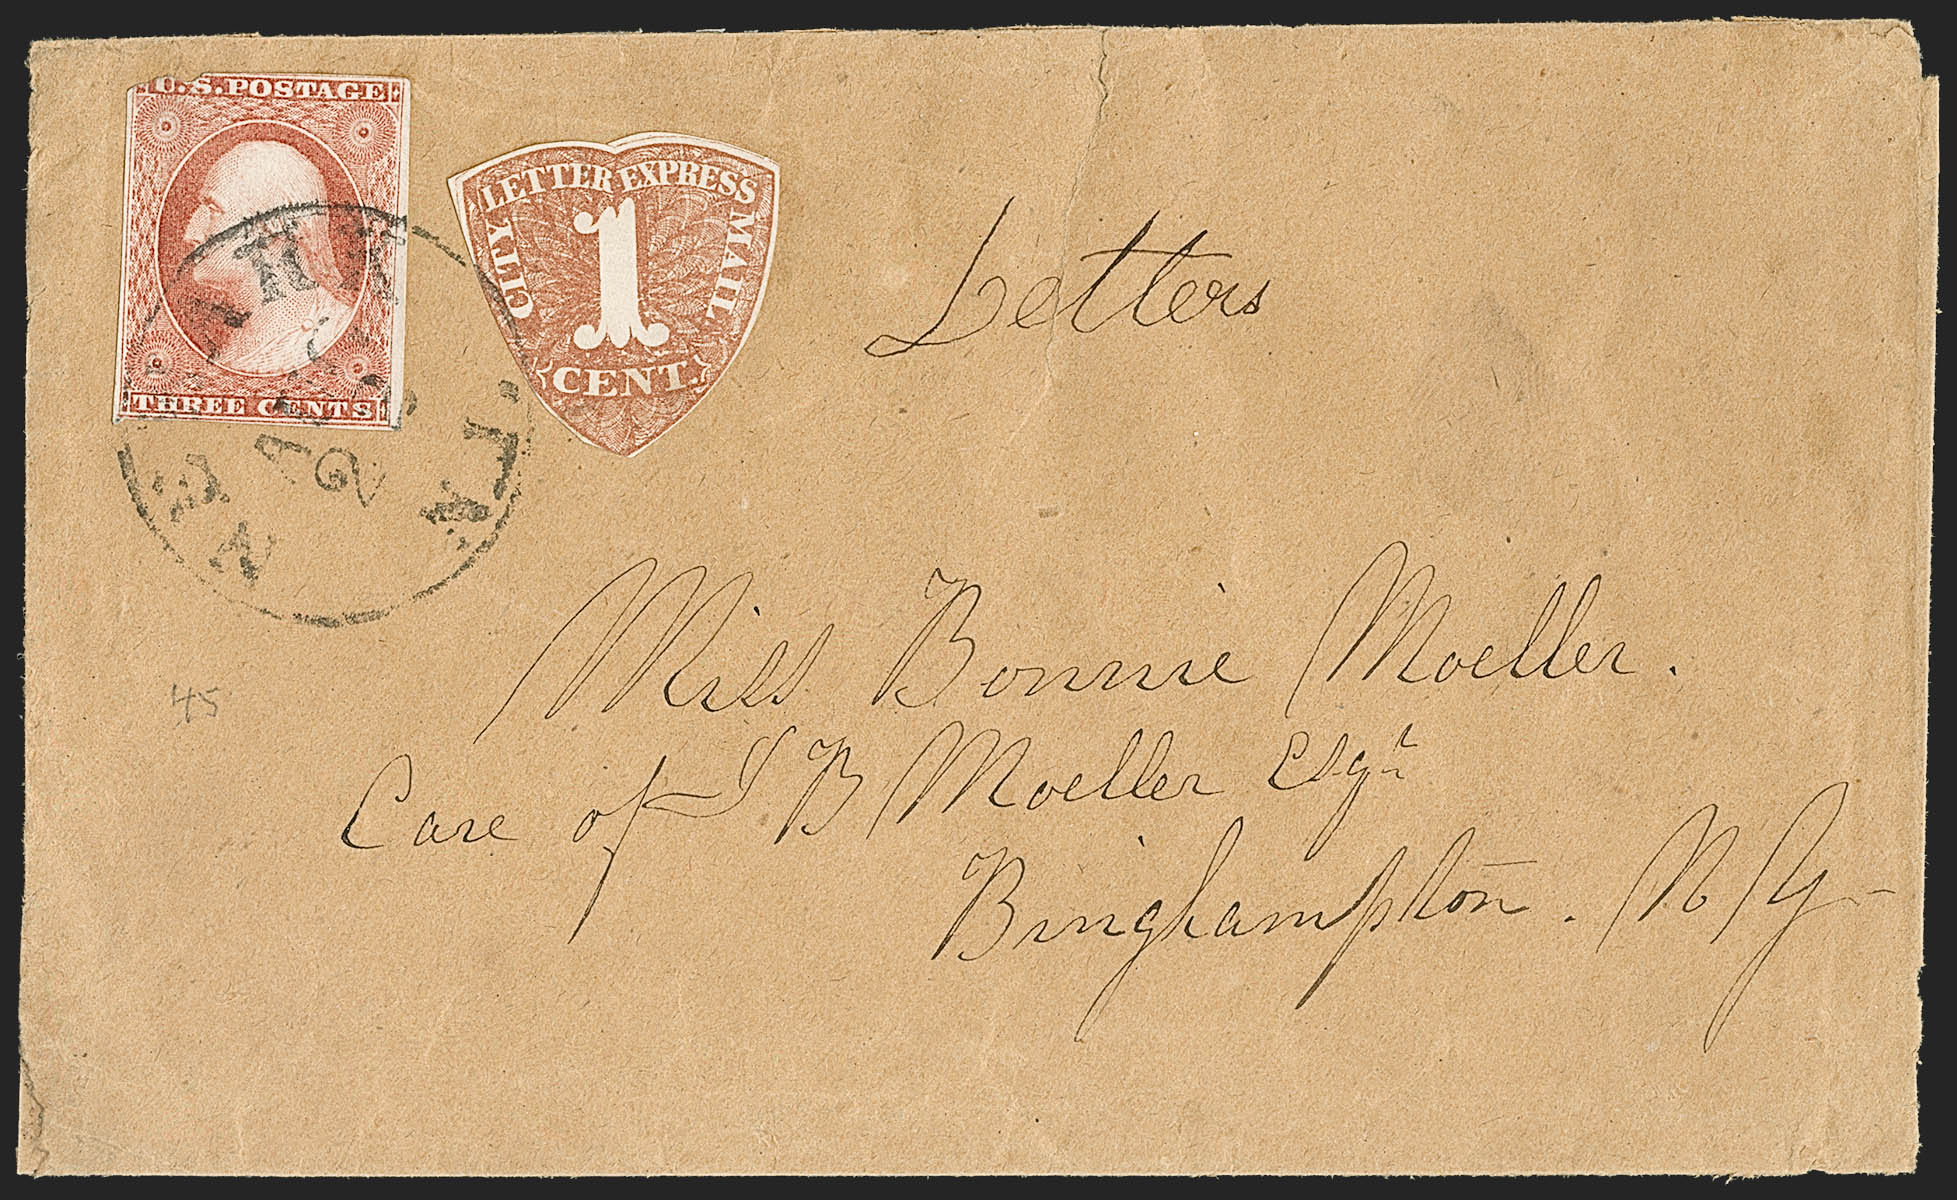 U.S. POSTAGE
THREE CENTS
CITY LETTER EXPRESS MAIL
1
CENT.
Letters
Miss Bonnie Moeller.
Care of S B Moeller Esqr
Binghampton. N Y
45